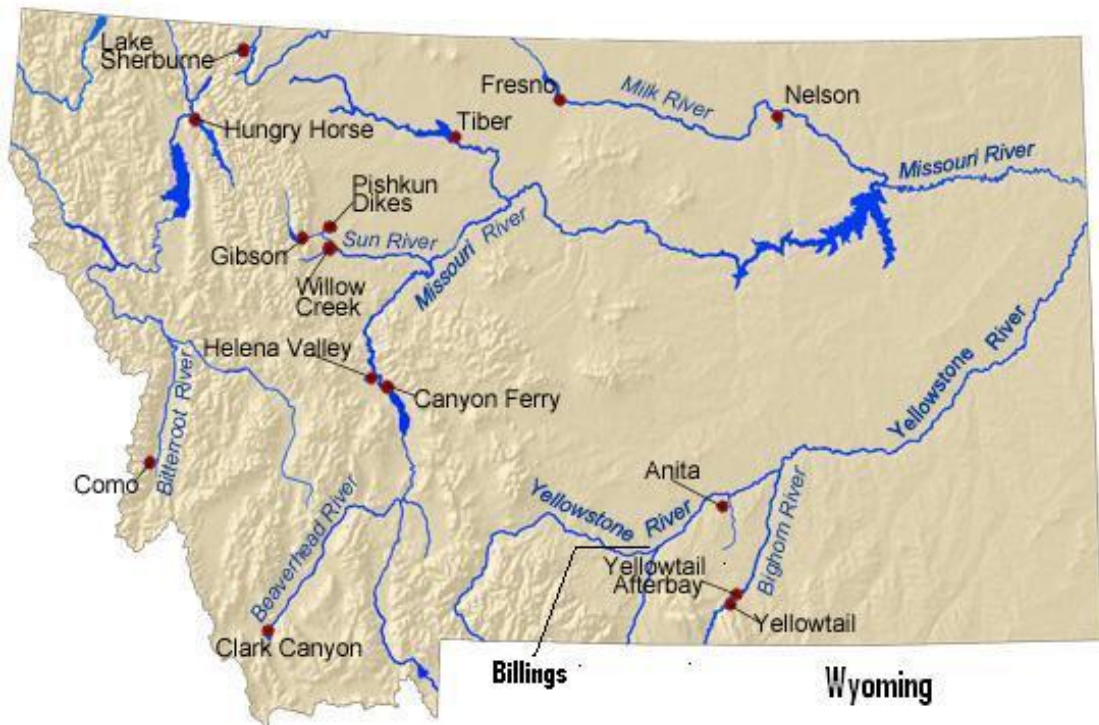 Lake
Sherburne
Fresno
Milk River
Nelson
Hungry Horse
Tiber
Missouri River
Pishkun
Dikes
Gibson
Sun River
Willow
Creek
Missouri River
Helena Valley
Canyon Ferry
Bitterroot River
Como
Yellowstone River
Anita
Yellowstone River
Beaverhead River
Bighorn River
Yellowtail
Afterbay
Yellowtail
Clark Canyon
Billings
Wyoming